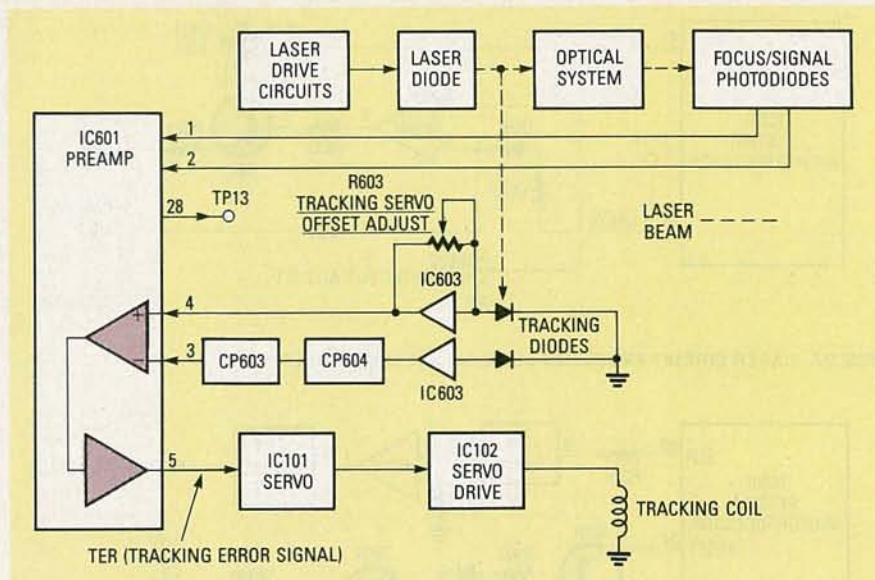 LASER
DRIVE
CIRCUITS
LASER
DIODE
OPTICAL
SYSTEM
FOCUS/SIGNAL
PHOTODIODES
IC601
PREAMP
1
2
28
TP13
R603
TRACKING SERVO
OFFSET ADJUST
LASER
BEAM
IC603
+
4
TRACKING
DIODES
−
3
CP603
CP604
IC603
5
IC101
SERVO
IC102
SERVO
DRIVE
TRACKING COIL
TER (TRACKING ERROR SIGNAL)